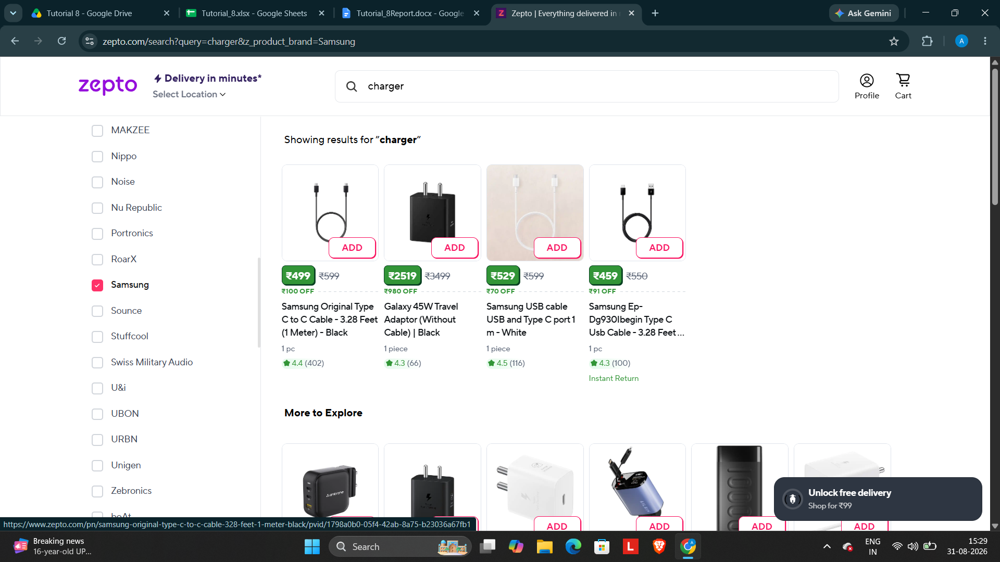 Tutorial 8 - Google Drive
Tutorial_8.xlsx - Google Sheets
Tutorial_8Report.docx - Google
Zepto | Everything delivered in
Ask Gemini
zepto.com/search?query=charger&z_product_brand=Samsung
A
zepto
Delivery in minutes*
Select Location
charger
Profile
Cart
MAKZEE
Nippo
Noise
Nu Republic
Portronics
RoarX
Samsung
Sounce
Stuffcool
Swiss Military Audio
U&i
UBON
URBN
Unigen
Zebronics
boAt
Showing results for "charger"
ADD
₹499 ₹599
₹100 OFF
Samsung Original Type
C to C Cable - 3.28 Feet
(1 Meter) - Black
1 pc
4.4 (402)
ADD
₹2519 ₹3499
₹980 OFF
Galaxy 45W Travel
Adaptor (Without
Cable) | Black
1 piece
4.3 (66)
ADD
₹529 ₹599
₹70 OFF
Samsung USB cable
USB and Type C port 1
m - White
1 piece
4.5 (116)
ADD
₹459 ₹550
₹91 OFF
Samsung Ep-
Dg930Ibegin Type C
Usb Cable - 3.28 Feet ...
1 pc
4.3 (100)
Instant Return
More to Explore
ambrane
ADD
ADD
ADD
ADD
Unlock free delivery
Shop for ₹99
https://www.zepto.com/pn/samsung-original-type-c-to-c-cable-328-feet-1-meter-black/pvid/1798a0b0-05f4-42ab-8a75-b23036a67fb1
Breaking news
16-year-old UP...
Search
L
A
ENG
IN
15:29
31-08-2026